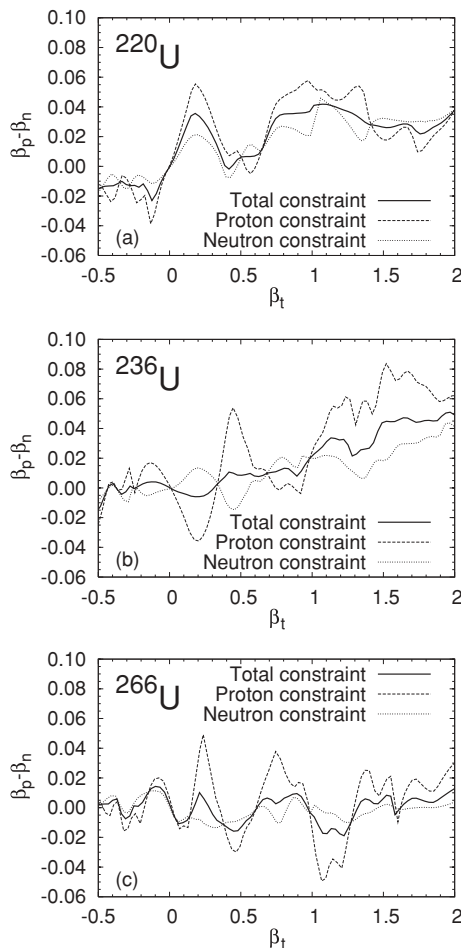 220U
0.10
0.08
0.06
0.04
0.02
0.00
-0.02
-0.04
-0.06
βp-βn
Total constraint
Proton constraint
Neutron constraint
(a)
-0.5 0 0.5 1 1.5 2
βt
236U
0.10
0.08
0.06
0.04
0.02
0.00
-0.02
-0.04
-0.06
βp-βn
Total constraint
Proton constraint
Neutron constraint
(b)
-0.5 0 0.5 1 1.5 2
βt
266U
0.10
0.08
0.06
0.04
0.02
0.00
-0.02
-0.04
-0.06
βp-βn
Total constraint
Proton constraint
Neutron constraint
(c)
-0.5 0 0.5 1 1.5 2
βt